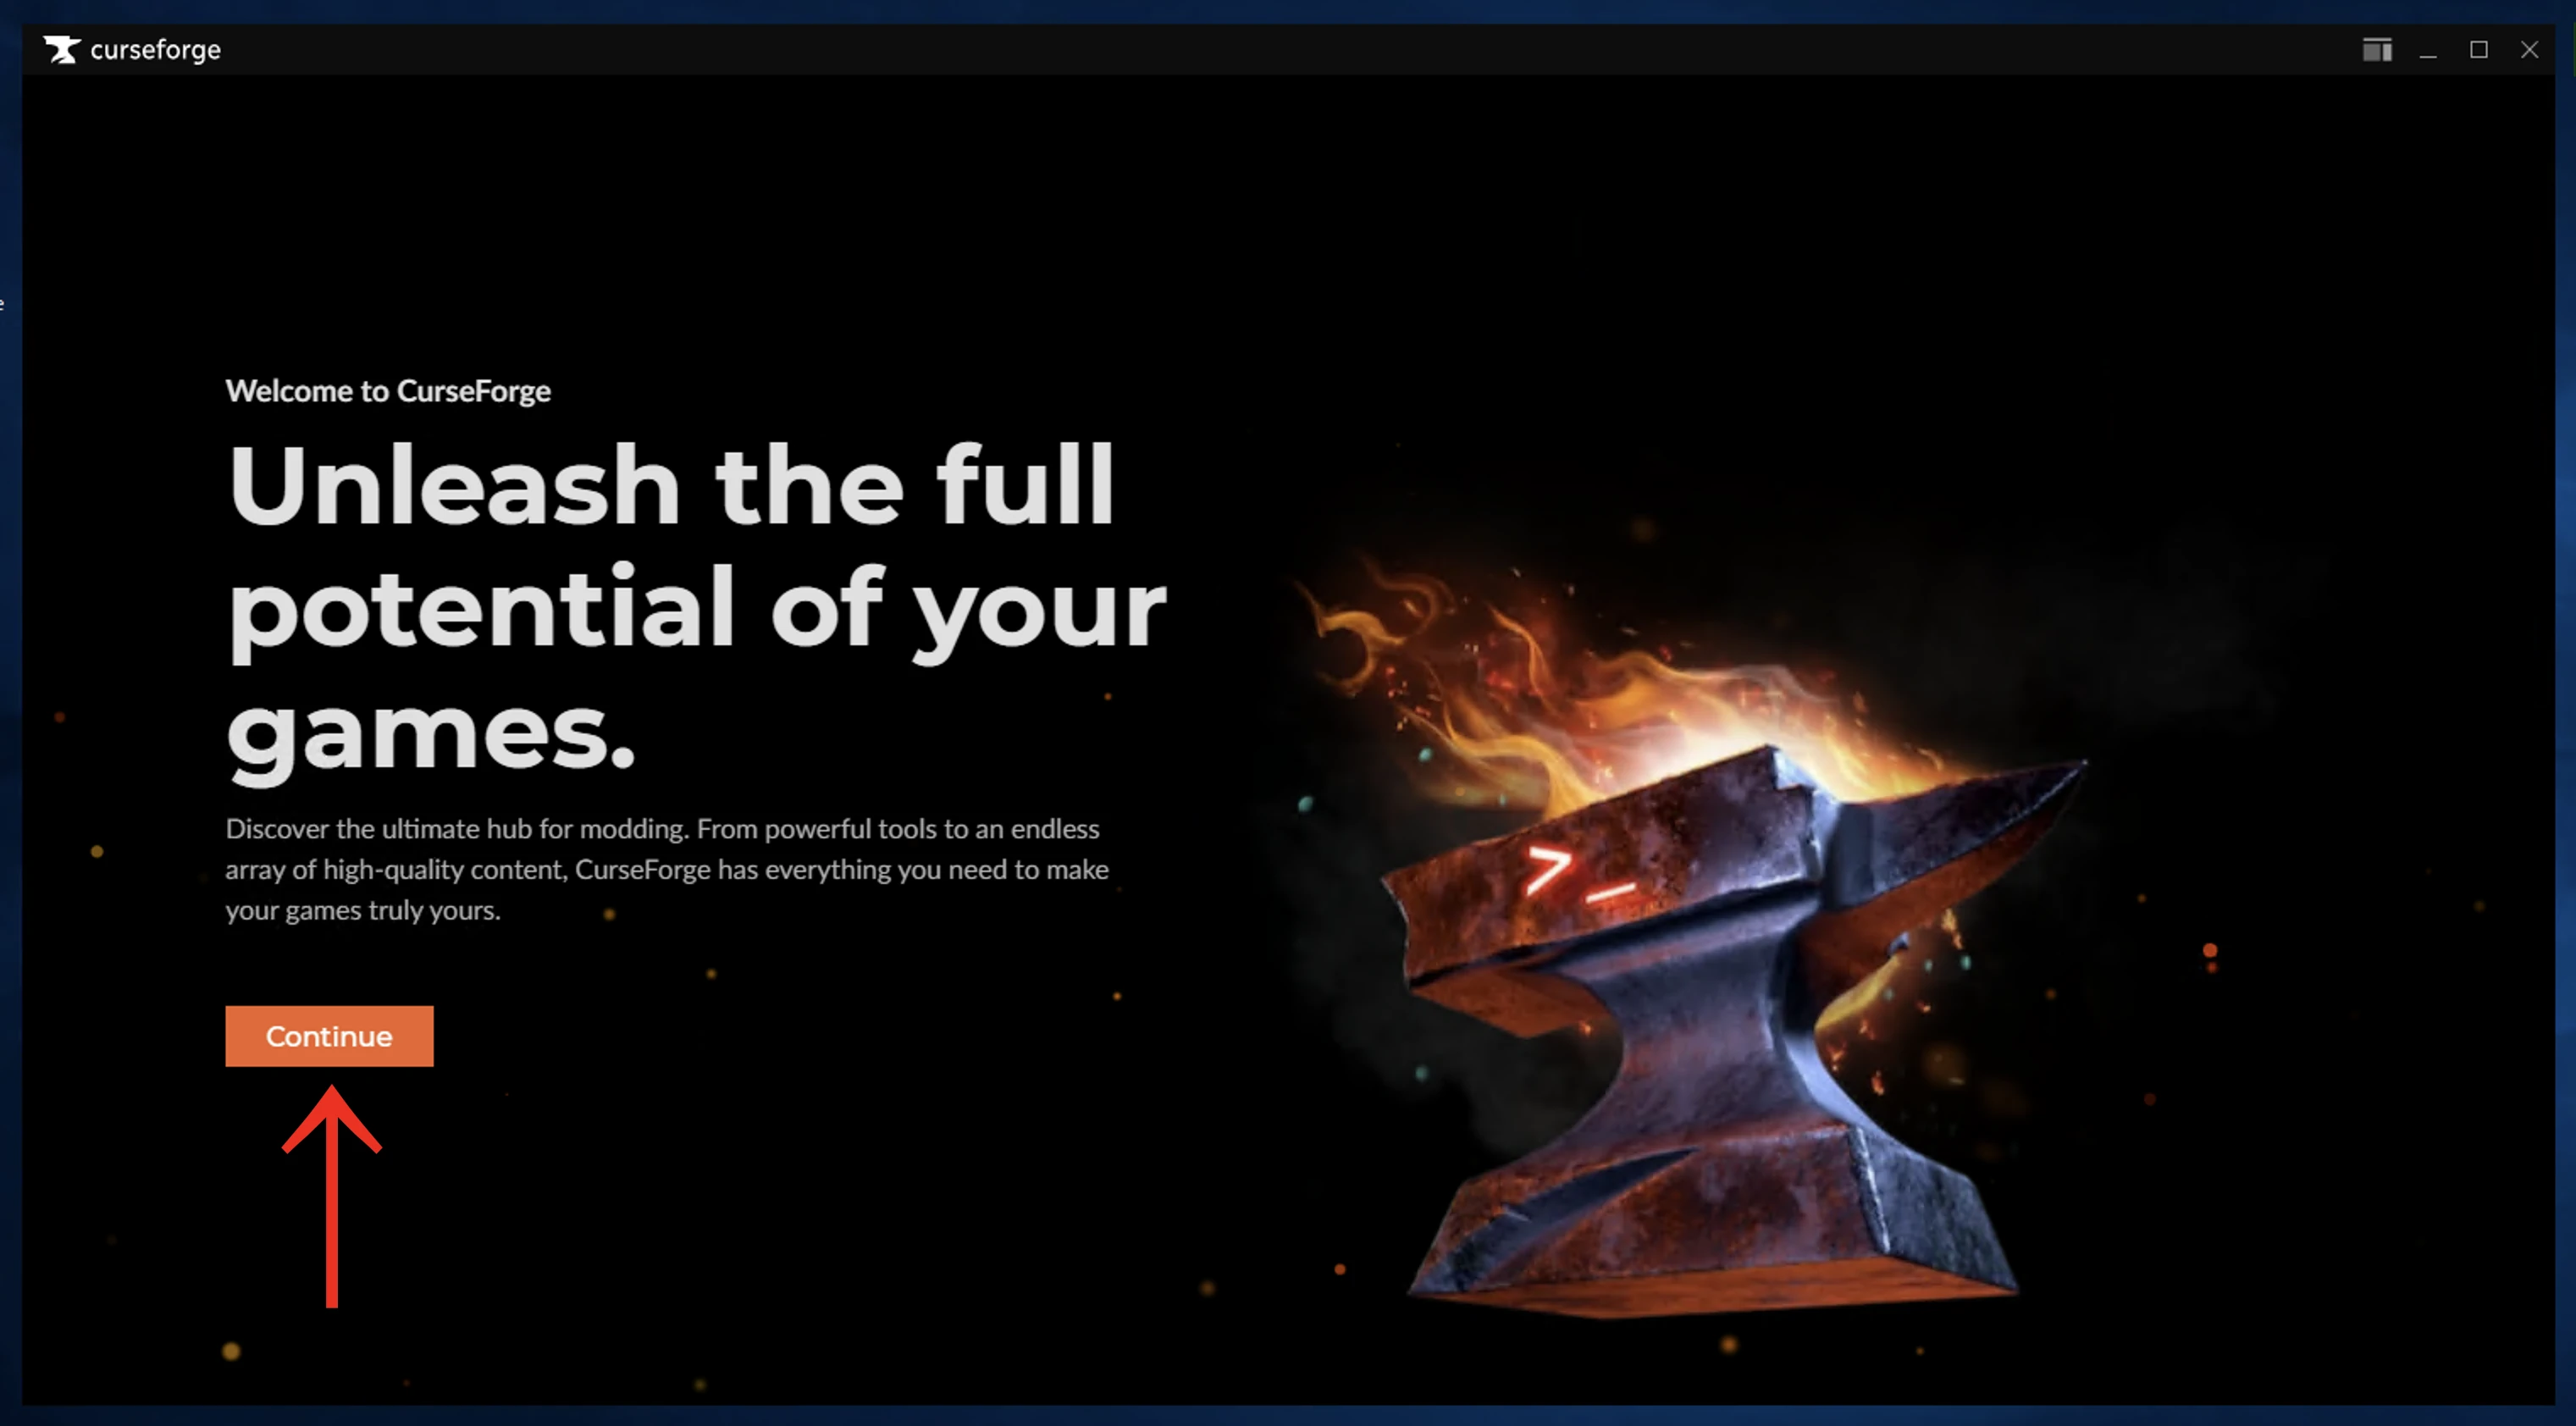 curseforge
Welcome to CurseForge
Unleash the full
potential of your
games.
Discover the ultimate hub for modding. From powerful tools to an endless
array of high-quality content, CurseForge has everything you need to make
your games truly yours.
>_
Continue